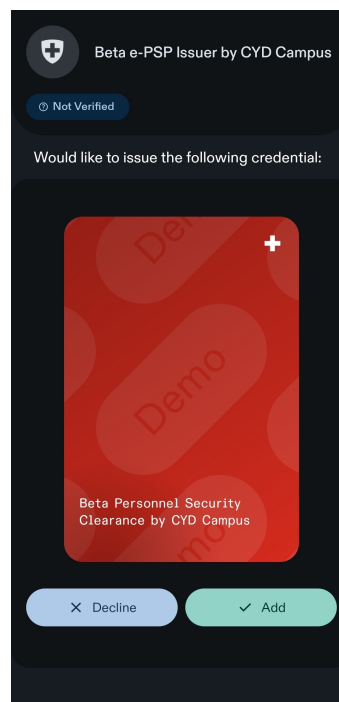 Beta e-PSP Issuer by CYD Campus
Not Verified
Would like to issue the following credential:
Demo
Demo
Beta Personnel Security
Clearance by CYD Campus
Demo
Decline
Add